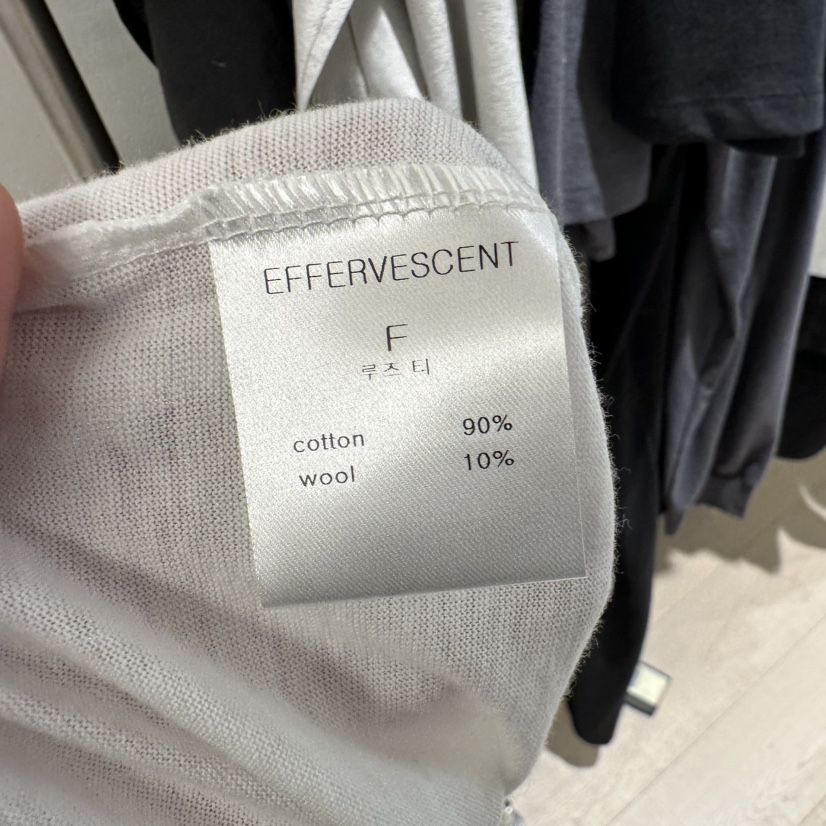 EFFERVESCENT
F
루즈 티
cotton 90%
wool 10%